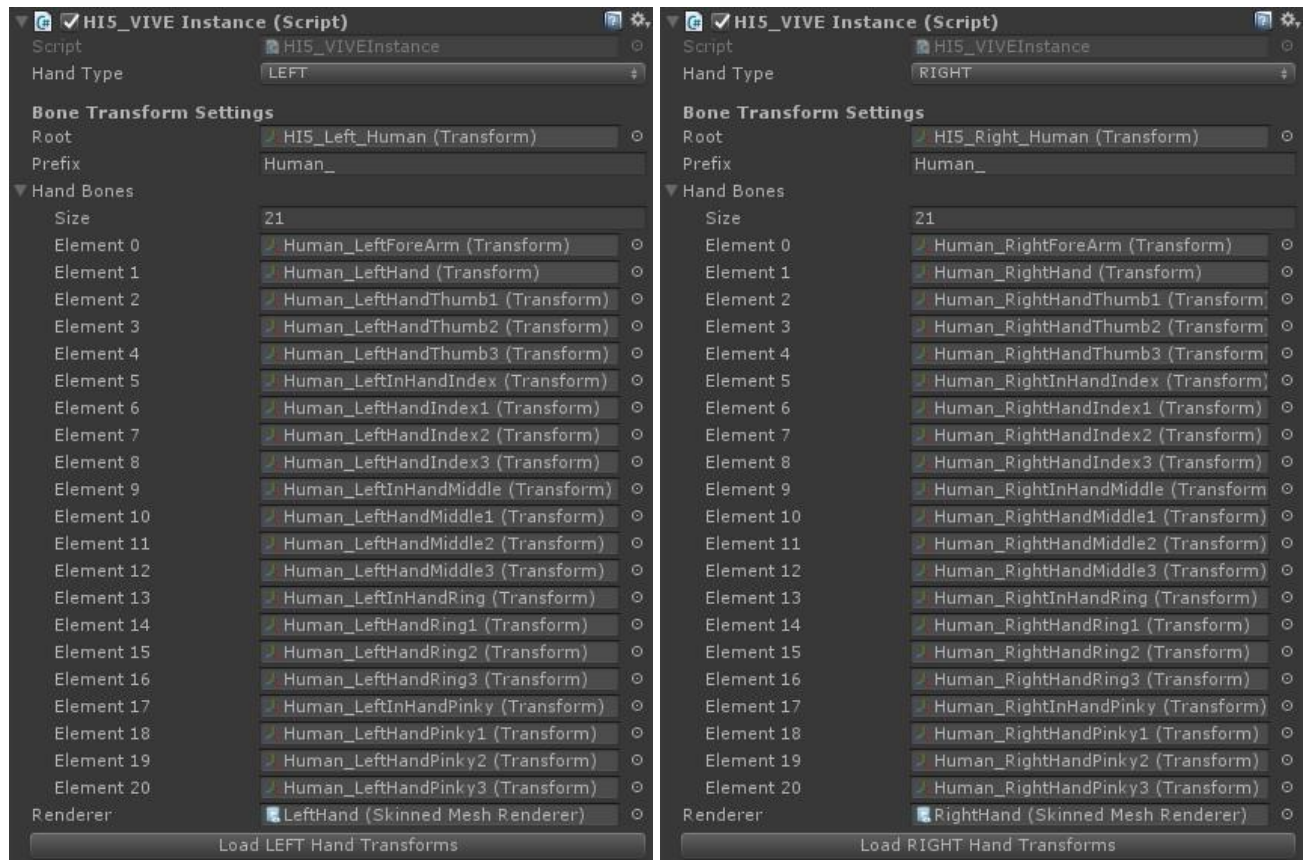 HI5_VIVE Instance (Script)
Script HI5_VIVEInstance
Hand Type LEFT
Bone Transform Settings
Root HI5_Left_Human (Transform)
Prefix Human_
Hand Bones
Size 21
Element 0 Human_LeftForeArm (Transform)
Element 1 Human_LeftHand (Transform)
Element 2 Human_LeftHandThumb1 (Transform)
Element 3 Human_LeftHandThumb2 (Transform)
Element 4 Human_LeftHandThumb3 (Transform)
Element 5 Human_LeftInHandIndex (Transform)
Element 6 Human_LeftHandIndex1 (Transform)
Element 7 Human_LeftHandIndex2 (Transform)
Element 8 Human_LeftHandIndex3 (Transform)
Element 9 Human_LeftInHandMiddle (Transform)
Element 10 Human_LeftHandMiddle1 (Transform)
Element 11 Human_LeftHandMiddle2 (Transform)
Element 12 Human_LeftHandMiddle3 (Transform)
Element 13 Human_LeftInHandRing (Transform)
Element 14 Human_LeftHandRing1 (Transform)
Element 15 Human_LeftHandRing2 (Transform)
Element 16 Human_LeftHandRing3 (Transform)
Element 17 Human_LeftInHandPinky (Transform)
Element 18 Human_LeftHandPinky1 (Transform)
Element 19 Human_LeftHandPinky2 (Transform)
Element 20 Human_LeftHandPinky3 (Transform)
Renderer LeftHand (Skinned Mesh Renderer)
Load LEFT Hand Transforms
HI5_VIVE Instance (Script)
Script HI5_VIVEInstance
Hand Type RIGHT
Bone Transform Settings
Root HI5_Right_Human (Transform)
Prefix Human_
Hand Bones
Size 21
Element 0 Human_RightForeArm (Transform)
Element 1 Human_RightHand (Transform)
Element 2 Human_RightHandThumb1 (Transform
Element 3 Human_RightHandThumb2 (Transform
Element 4 Human_RightHandThumb3 (Transform
Element 5 Human_RightInHandIndex (Transform)
Element 6 Human_RightHandIndex1 (Transform)
Element 7 Human_RightHandIndex2 (Transform)
Element 8 Human_RightHandIndex3 (Transform)
Element 9 Human_RightInHandMiddle (Transform
Element 10 Human_RightHandMiddle1 (Transform)
Element 11 Human_RightHandMiddle2 (Transform)
Element 12 Human_RightHandMiddle3 (Transform)
Element 13 Human_RightInHandRing (Transform)
Element 14 Human_RightHandRing1 (Transform)
Element 15 Human_RightHandRing2 (Transform)
Element 16 Human_RightHandRing3 (Transform)
Element 17 Human_RightInHandPinky (Transform)
Element 18 Human_RightHandPinky1 (Transform)
Element 19 Human_RightHandPinky2 (Transform)
Element 20 Human_RightHandPinky3 (Transform)
Renderer RightHand (Skinned Mesh Renderer)
Load RIGHT Hand Transforms